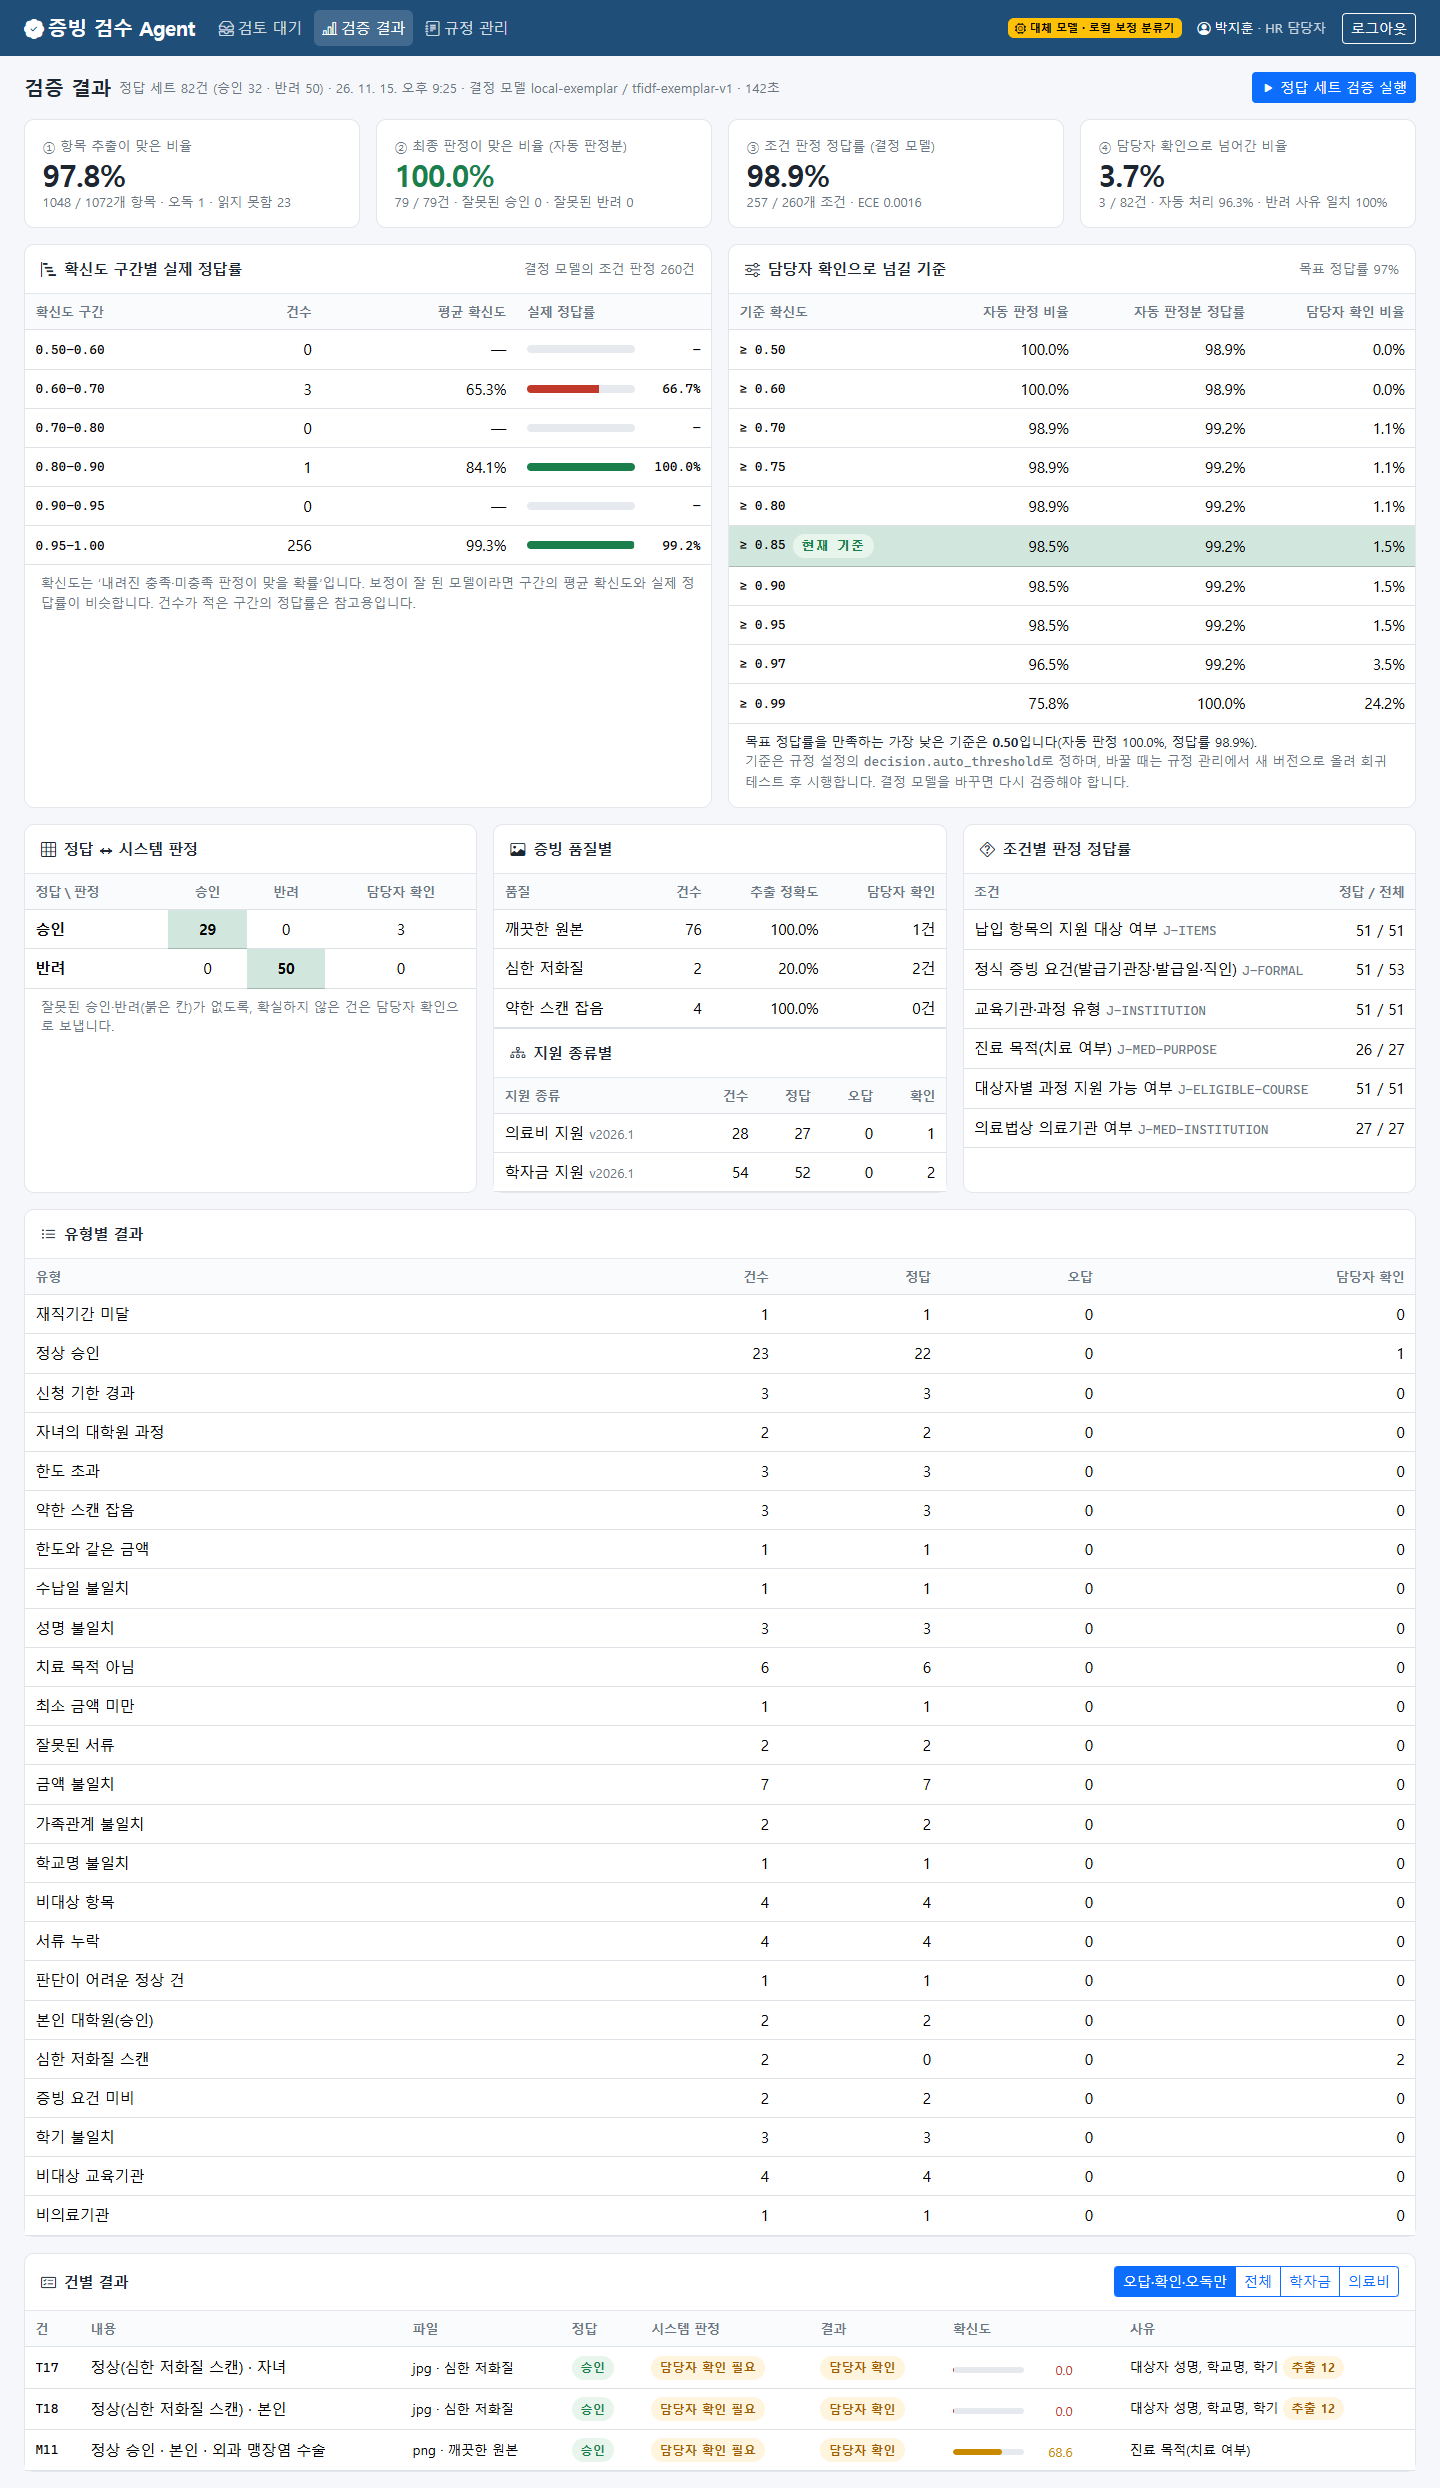 증빙 검수 Agent 검토 대기 검증 결과 규정 관리 대체 모델 · 로컬 보정 분류기 박지훈 · HR 담당자 로그아웃
검증 결과 정답 세트 82건 (승인 32 · 반려 50) · 26. 11. 15. 오후 9:25 · 결정 모델 local-exemplar / tfidf-exemplar-v1 · 142초 정답 세트 검증 실행
① 항목 추출이 맞은 비율
97.8%
1048 / 1072개 항목 · 오독 1 · 읽지 못함 23
② 최종 판정이 맞은 비율 (자동 판정분)
100.0%
79 / 79건 · 잘못된 승인 0 · 잘못된 반려 0
③ 조건 판정 정답률 (결정 모델)
98.9%
257 / 260개 조건 · ECE 0.0016
④ 담당자 확인으로 넘어간 비율
3.7%
3 / 82건 · 자동 처리 96.3% · 반려 사유 일치 100%
확신도 구간별 실제 정답률 결정 모델의 조건 판정 260건
확신도 구간 건수 평균 확신도 실제 정답률
0.50–0.60 0 — –
0.60–0.70 3 65.3% 66.7%
0.70–0.80 0 — –
0.80–0.90 1 84.1% 100.0%
0.90–0.95 0 — –
0.95–1.00 256 99.3% 99.2%
확신도는 '내려진 충족·미충족 판정이 맞을 확률'입니다. 보정이 잘 된 모델이라면 구간의 평균 확신도와 실제 정
답률이 비슷합니다. 건수가 적은 구간의 정답률은 참고용입니다.
담당자 확인으로 넘길 기준 목표 정답률 97%
기준 확신도 자동 판정 비율 자동 판정분 정답률 담당자 확인 비율
≥ 0.50 100.0% 98.9% 0.0%
≥ 0.60 100.0% 98.9% 0.0%
≥ 0.70 98.9% 99.2% 1.1%
≥ 0.75 98.9% 99.2% 1.1%
≥ 0.80 98.9% 99.2% 1.1%
≥ 0.85 현재 기준 98.5% 99.2% 1.5%
≥ 0.90 98.5% 99.2% 1.5%
≥ 0.95 98.5% 99.2% 1.5%
≥ 0.97 96.5% 99.2% 3.5%
≥ 0.99 75.8% 100.0% 24.2%
목표 정답률을 만족하는 가장 낮은 기준은 0.50입니다(자동 판정 100.0%, 정답률 98.9%).
기준은 규정 설정의 decision.auto_threshold로 정하며, 바꿀 때는 규정 관리에서 새 버전으로 올려 회귀
테스트 후 시행합니다. 결정 모델을 바꾸면 다시 검증해야 합니다.
정답 ↔ 시스템 판정
정답 \ 판정 승인 반려 담당자 확인
승인 29 0 3
반려 0 50 0
잘못된 승인·반려(붉은 칸)가 없도록, 확실하지 않은 건은 담당자 확인으
로 보냅니다.
증빙 품질별
품질 건수 추출 정확도 담당자 확인
깨끗한 원본 76 100.0% 1건
심한 저화질 2 20.0% 2건
약한 스캔 잡음 4 100.0% 0건
지원 종류별
지원 종류 건수 정답 오답 확인
의료비 지원 v2026.1 28 27 0 1
학자금 지원 v2026.1 54 52 0 2
조건별 판정 정답률
조건 정답 / 전체
납입 항목의 지원 대상 여부 J-ITEMS 51 / 51
정식 증빙 요건(발급기관장·발급일·직인) J-FORMAL 51 / 53
교육기관·과정 유형 J-INSTITUTION 51 / 51
진료 목적(치료 여부) J-MED-PURPOSE 26 / 27
대상자별 과정 지원 가능 여부 J-ELIGIBLE-COURSE 51 / 51
의료법상 의료기관 여부 J-MED-INSTITUTION 27 / 27
유형별 결과
유형 건수 정답 오답 담당자 확인
재직기간 미달 1 1 0 0
정상 승인 23 22 0 1
신청 기한 경과 3 3 0 0
자녀의 대학원 과정 2 2 0 0
한도 초과 3 3 0 0
약한 스캔 잡음 3 3 0 0
한도와 같은 금액 1 1 0 0
수납일 불일치 1 1 0 0
성명 불일치 3 3 0 0
치료 목적 아님 6 6 0 0
최소 금액 미만 1 1 0 0
잘못된 서류 2 2 0 0
금액 불일치 7 7 0 0
가족관계 불일치 2 2 0 0
학교명 불일치 1 1 0 0
비대상 항목 4 4 0 0
서류 누락 4 4 0 0
판단이 어려운 정상 건 1 1 0 0
본인 대학원(승인) 2 2 0 0
심한 저화질 스캔 2 0 0 2
증빙 요건 미비 2 2 0 0
학기 불일치 3 3 0 0
비대상 교육기관 4 4 0 0
비의료기관 1 1 0 0
건별 결과 오답·확인·오독만 전체 학자금 의료비
건 내용 파일 정답 시스템 판정 결과 확신도 사유
T17 정상(심한 저화질 스캔) · 자녀 jpg · 심한 저화질 승인 담당자 확인 필요 담당자 확인 0.0 대상자 성명, 학교명, 학기 추출 12
T18 정상(심한 저화질 스캔) · 본인 jpg · 심한 저화질 승인 담당자 확인 필요 담당자 확인 0.0 대상자 성명, 학교명, 학기 추출 12
M11 정상 승인 · 본인 · 외과 맹장염 수술 png · 깨끗한 원본 승인 담당자 확인 필요 담당자 확인 68.6 진료 목적(치료 여부)